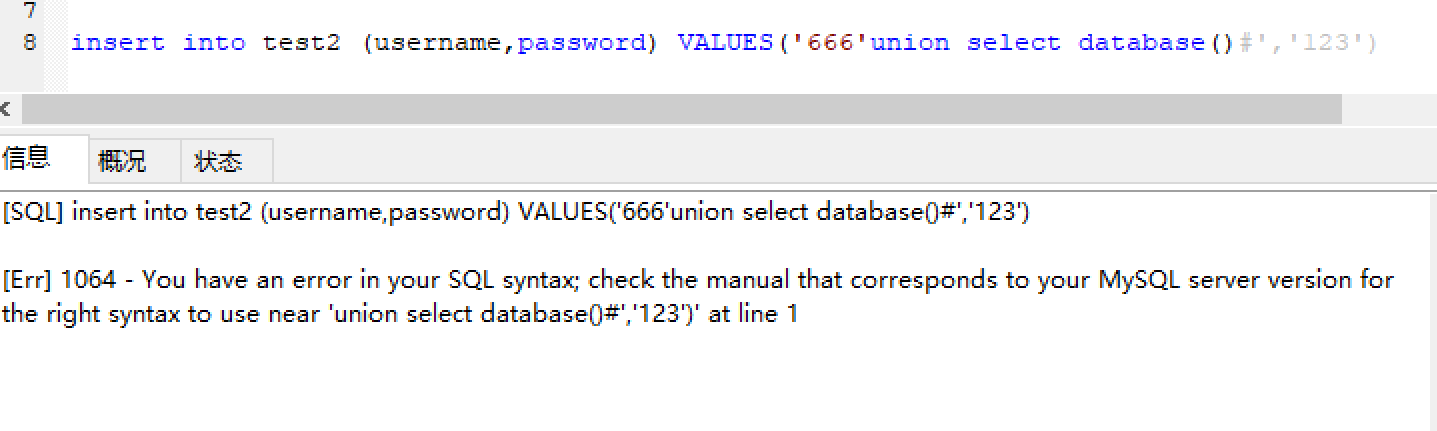 7
8 insert into test2 (username,password) VALUES('666'union select database()#','123')
信息 概况 状态
[SQL] insert into test2 (username,password) VALUES('666'union select database()#','123')
[Err] 1064 - You have an error in your SQL syntax; check the manual that corresponds to your MySQL server version for
the right syntax to use near 'union select database()#','123')' at line 1